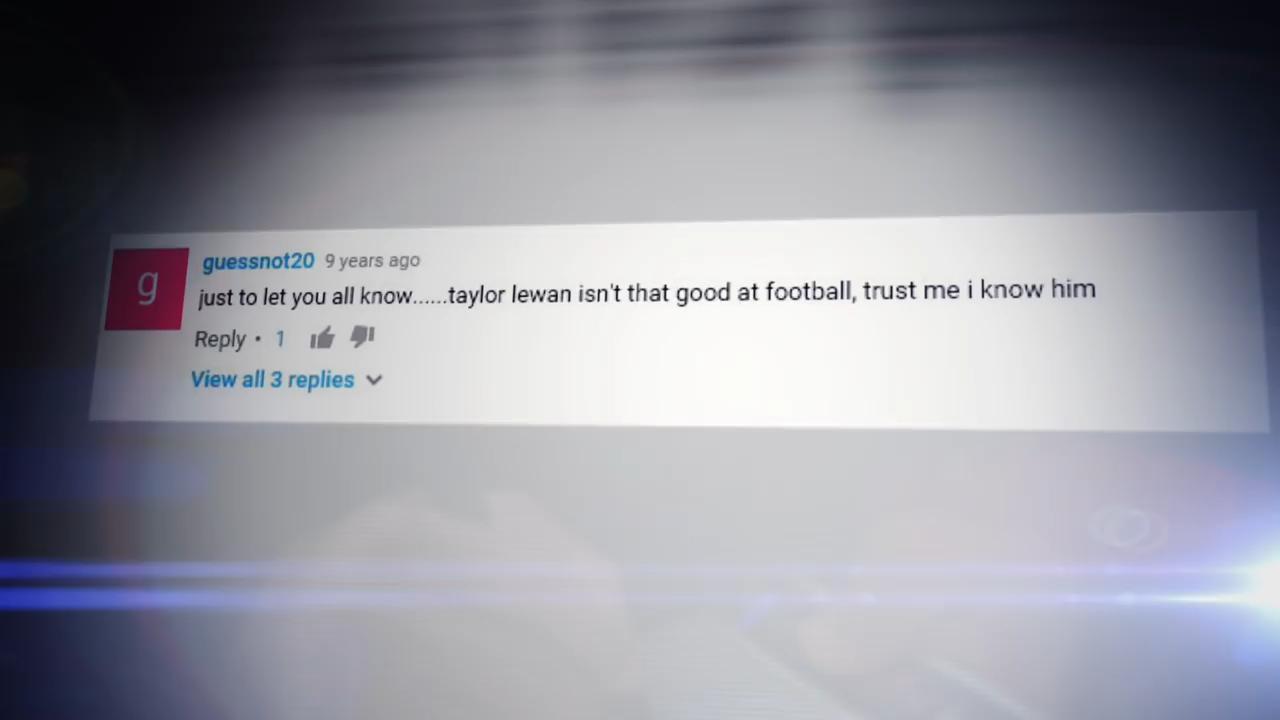 g
guessnot20 9 years ago
just to let you all know......taylor lewan isn't that good at football, trust me i know him
Reply • 1
View all 3 replies